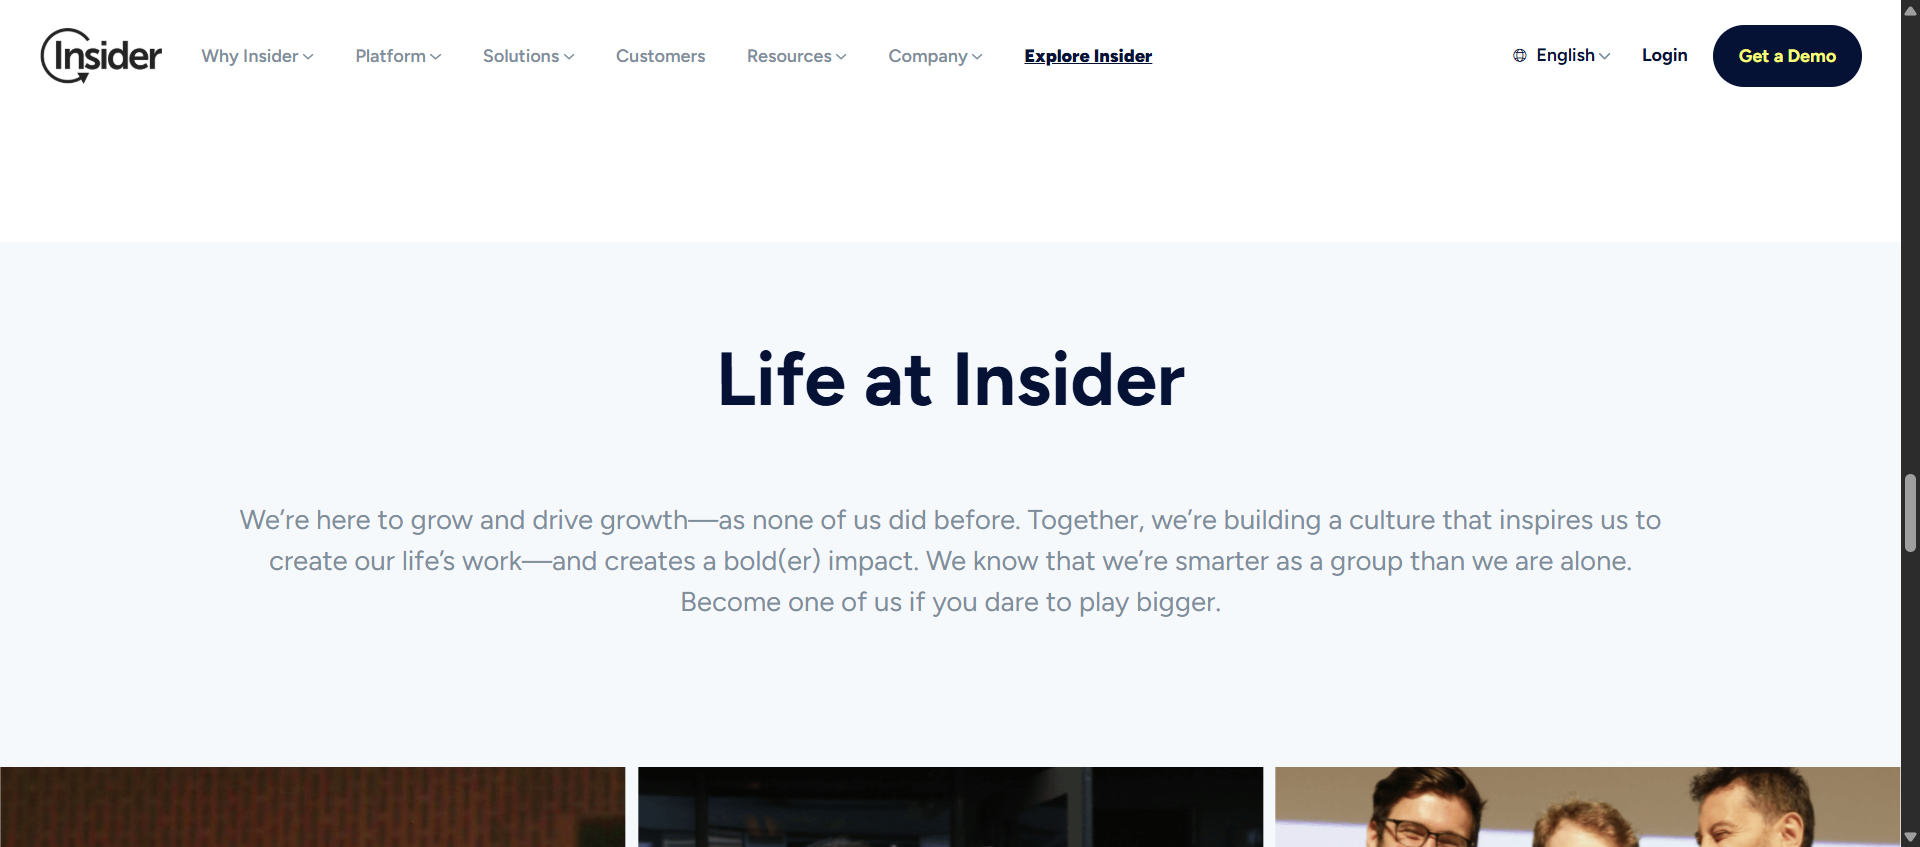 Insider
Why Insider
Platform
Solutions
Customers
Resources
Company
Explore Insider
English
Login
Get a Demo
Life at Insider
We’re here to grow and drive growth—as none of us did before. Together, we’re building a culture that inspires us to
create our life’s work—and creates a bold(er) impact. We know that we’re smarter as a group than we are alone.
Become one of us if you dare to play bigger.